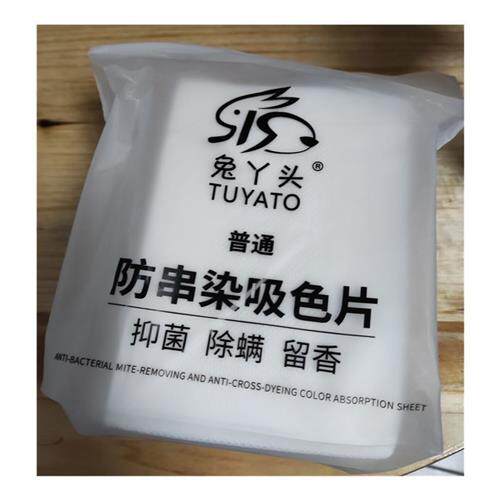 兔丫头®
TUYATO
普通
防串染吸色片
抑菌 除螨 留香
ANTI-BACTERIAL MITE-REMOVING AND ANTI-CROSS-DYEING COLOR ABSORPTION SHEET